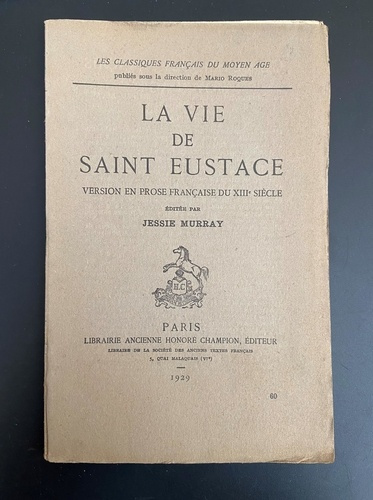 LES CLASSIQUES FRANÇAIS DU MOYEN AGE
publiés sous la direction de MARIO ROQUES
LA VIE
DE
SAINT EUSTACE
VERSION EN PROSE FRANÇAISE DU XIIIe SIÈCLE
ÉDITÉE PAR
JESSIE MURRAY
H.C
PARIS
LIBRAIRIE ANCIENNE HONORÉ CHAMPION, ÉDITEUR
LIBRAIRE DE LA SOCIÉTÉ DES ANCIENS TEXTES FRANÇAIS
5, QUAI MALAQUAIS (VIe)
1929
60